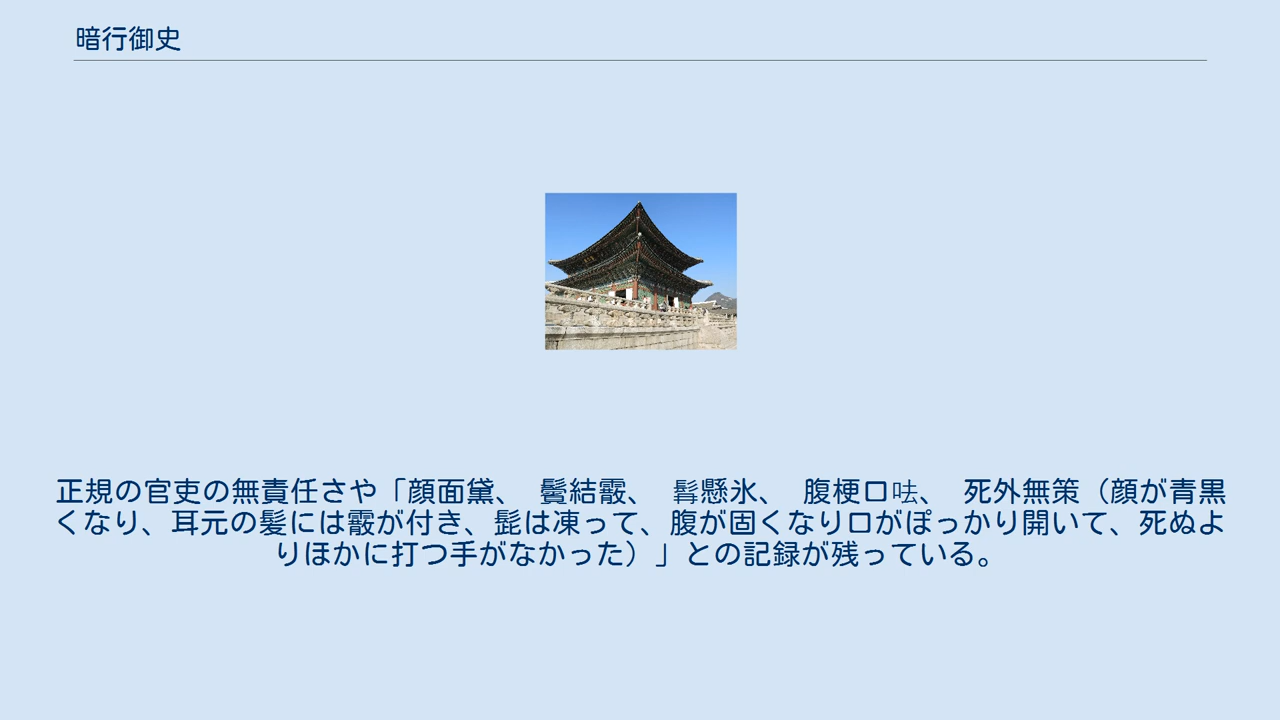 暗行御史
正規の官吏の無責任さや「顔面黛、 鬢結霰、 髯懸氷、 腹梗口呿、 死外無策（顔が青黒
くなり、耳元の髪には霰が付き、髭は凍って、腹が固くなり口がぽっかり開いて、死ぬよ
りほかに打つ手がなかった）」との記録が残っている。